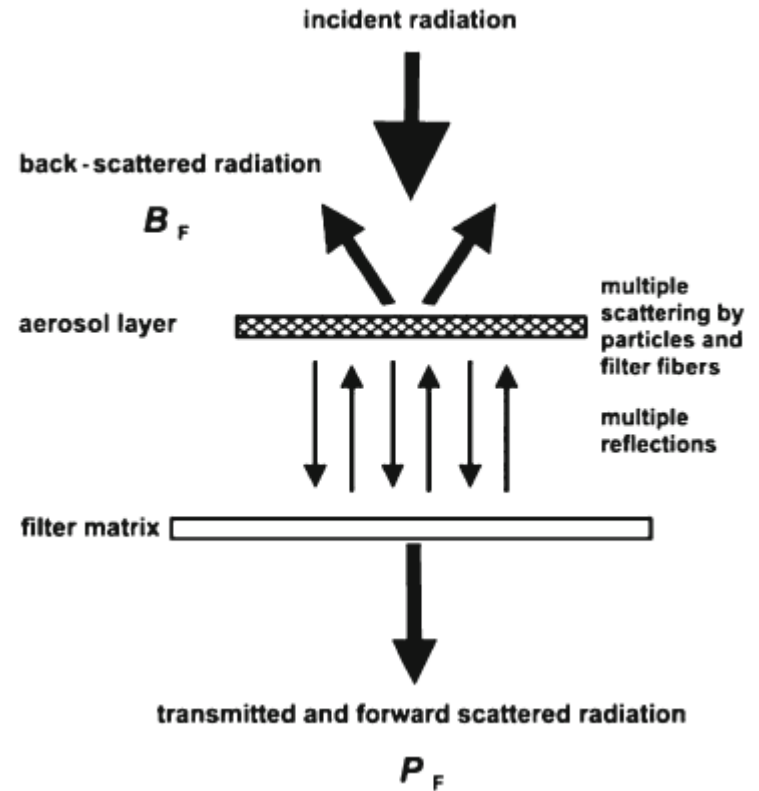 incident radiation
back - scattered radiation
B F
aerosol layer
multiple
scattering by
particles and
filter fibers
multiple
reflections
filter matrix
transmitted and forward scattered radiation
P F